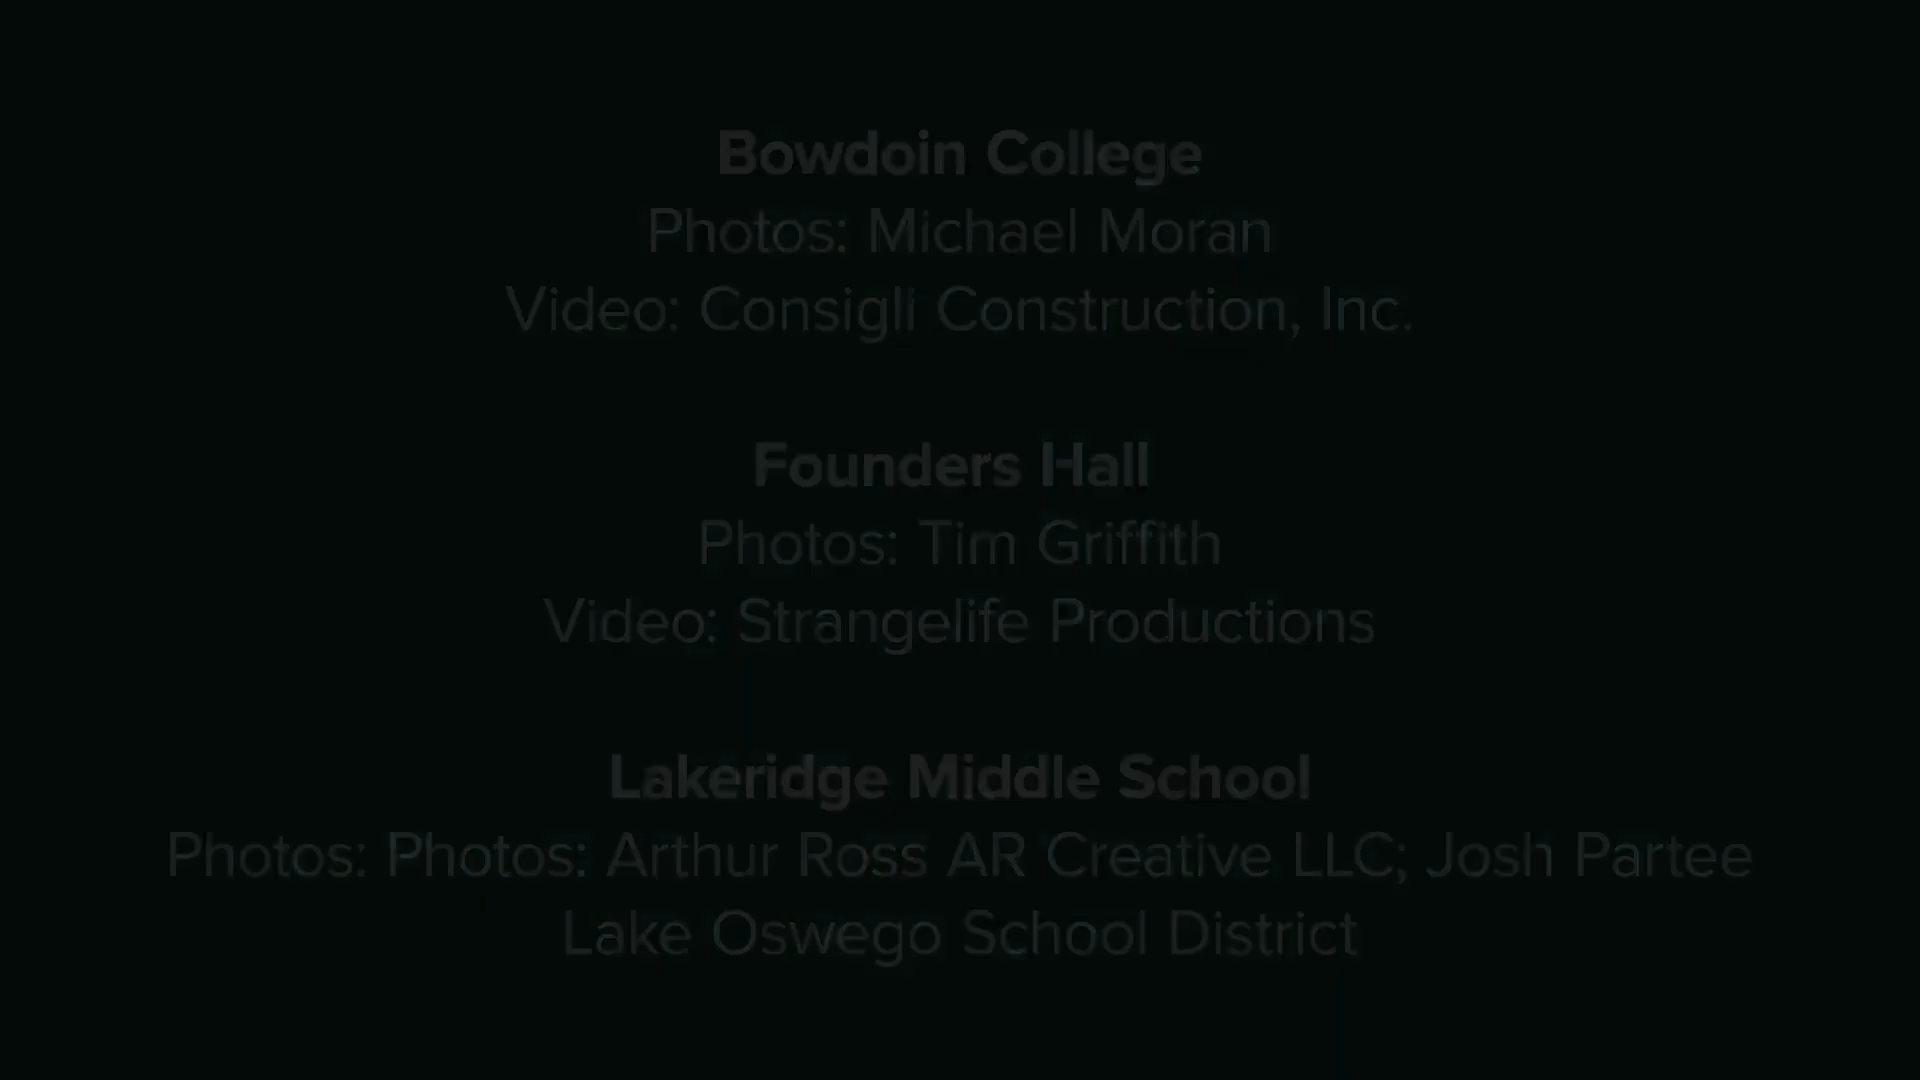 Bowdoin College
Photos: Michael Moran
Video: Consigli Construction, Inc.
Founders Hall
Photos: Tim Griffith
Video: Strangelife Productions
Lakeridge Middle School
Photos: Photos: Arthur Ross AR Creative LLC; Josh Partee
Lake Oswego School District